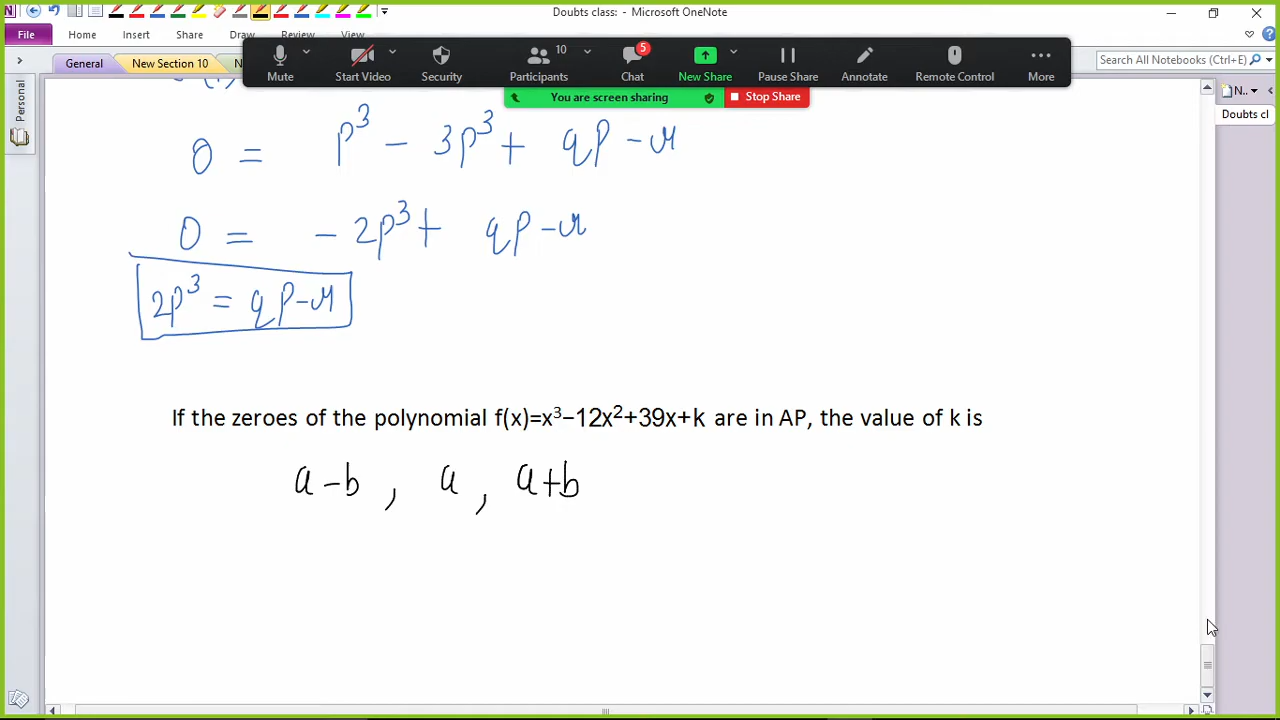 Doubts class: - Microsoft OneNote
File Home Insert Share Draw
Search All Notebooks (Ctrl+E)
General New Section 10
Mute Start Video Security Participants 10 Chat 5 New Share Pause Share Annotate Remote Control More
You are screen sharing Stop Share
Personal
Doubts cl
0 = p³ - 3p³ + qp - r
0 = - 2p³ + qp - r
2p³ = qp - r
If the zeroes of the polynomial f(x)=x³−12x²+39x+k are in AP, the value of k is
a - b , a , a + b